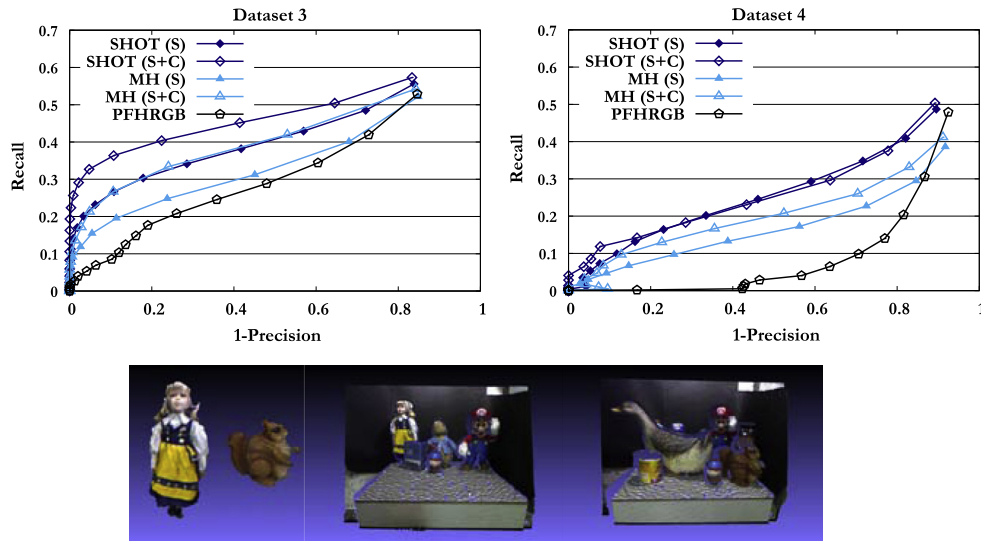 Dataset 3
SHOT (S)
SHOT (S+C)
MH (S)
MH (S+C)
PFHRGB
Recall
0.7
0.6
0.5
0.4
0.3
0.2
0.1
0
0
0.2
0.4
0.6
0.8
1
1-Precision
Dataset 4
SHOT (S)
SHOT (S+C)
MH (S)
MH (S+C)
PFHRGB
Recall
0.7
0.6
0.5
0.4
0.3
0.2
0.1
0
0
0.2
0.4
0.6
0.8
1
1-Precision